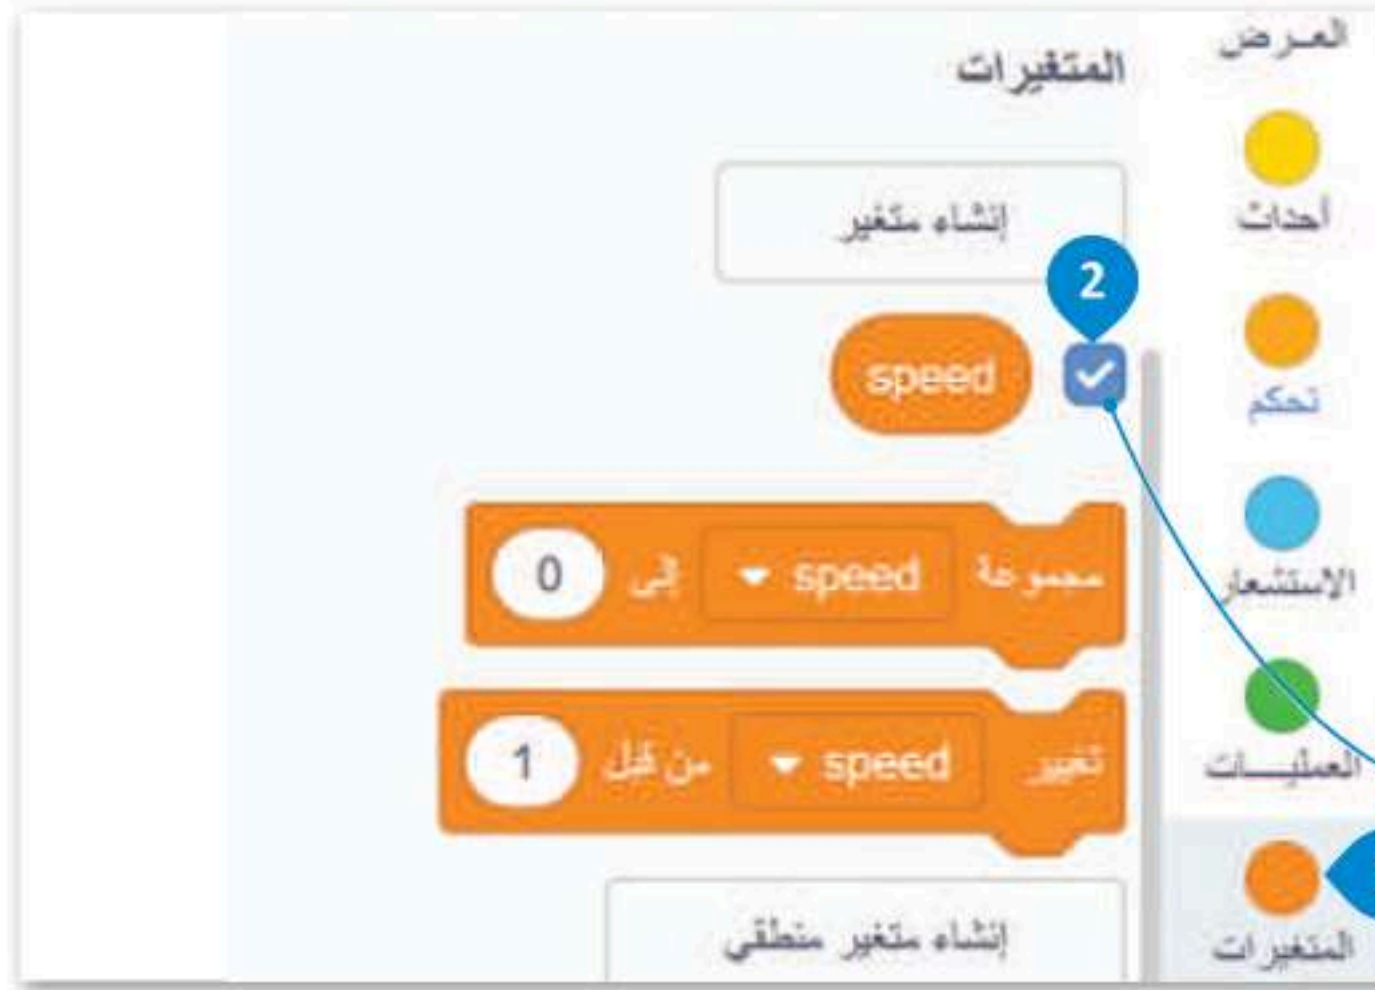 العرض
أحداث
تحكم
الاستشعار
العمليات
المتغيرات
المتغيرات
إنشاء متغير
2
speed
مجموعة speed إلى 0
تغيير speed من قبل 1
إنشاء متغير منطقي